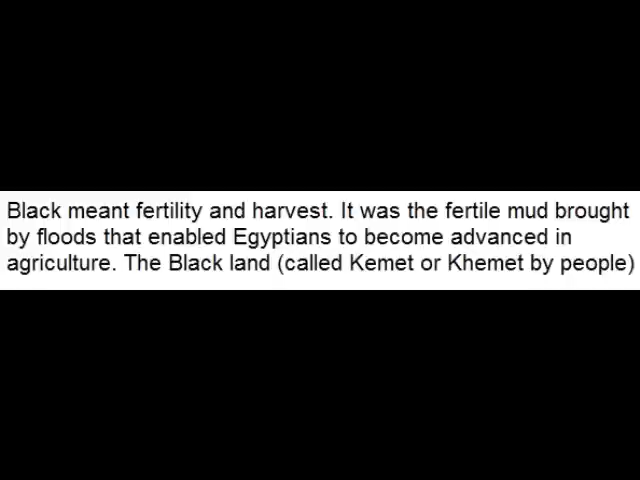 Black meant fertility and harvest. It was the fertile mud brought
by floods that enabled Egyptians to become advanced in
agriculture. The Black land (called Kemet or Khemet by people)